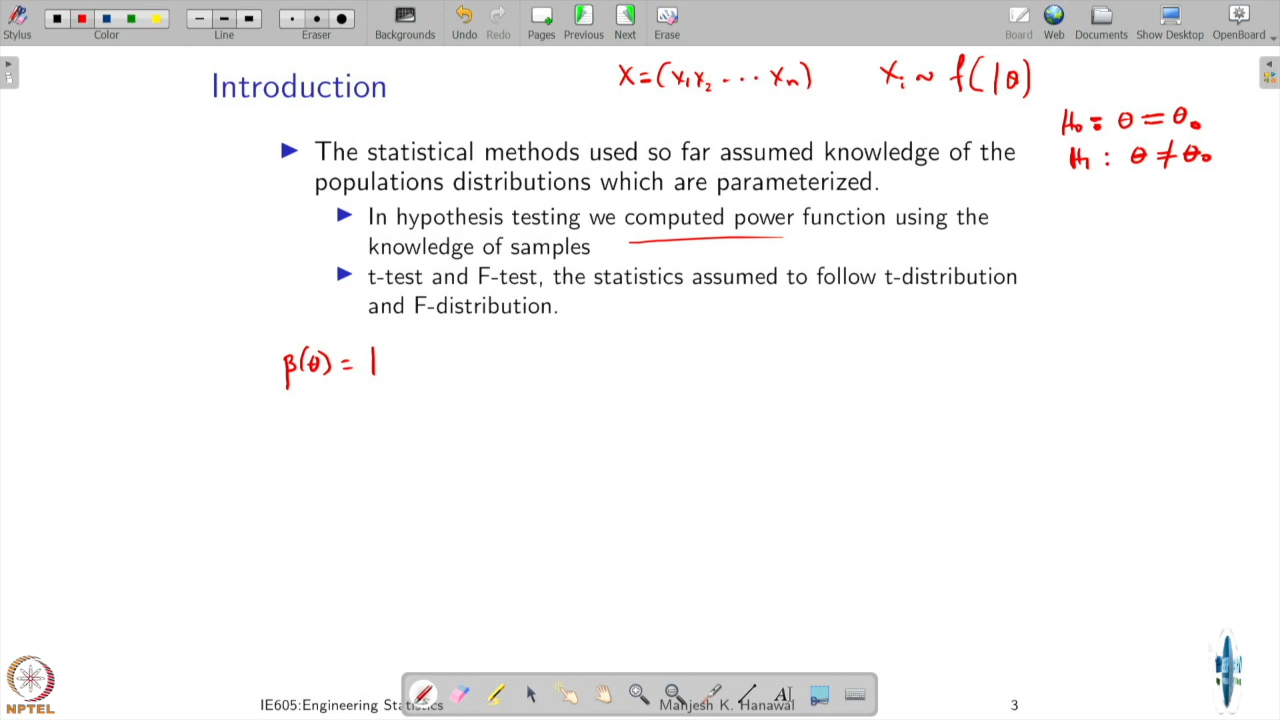 Stylus
Color
Line
Eraser
Backgrounds
Undo
Redo
Pages
Previous
Next
Erase
Board
Web
Documents
Show Desktop
OpenBoard
Introduction
X=(x₁x₂ ... xₙ)
Xᵢ ~ f( |θ)
H₀: θ = θ₀
H₁: θ ≠ θ₀
The statistical methods used so far assumed knowledge of the
populations distributions which are parameterized.
In hypothesis testing we computed power function using the
knowledge of samples
t-test and F-test, the statistics assumed to follow t-distribution
and F-distribution.
β(θ) = |
NPTEL
IE605:Engineering Statistics
Manjesh K. Hanawal
3